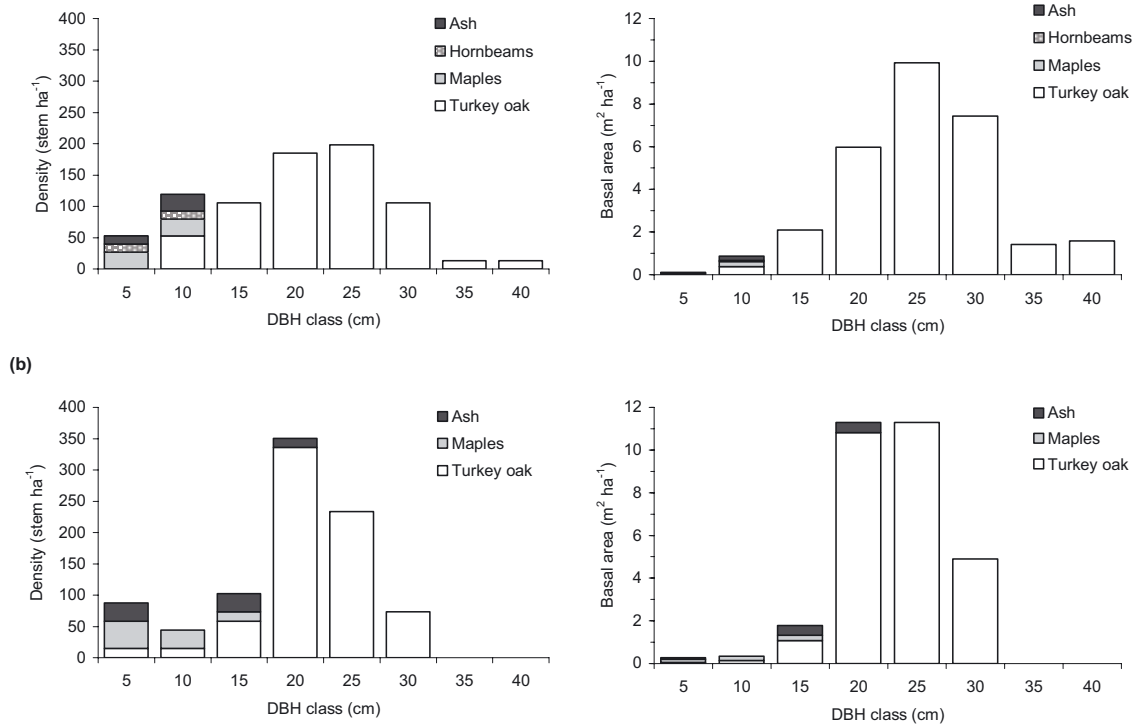 400
350
300
250
200
150
100
50
0
Density (stem ha-1)
5 10 15 20 25 30 35 40
DBH class (cm)
Ash
Hornbeams
Maples
Turkey oak
12
10
8
6
4
2
0
Basal area (m2 ha-1)
5 10 15 20 25 30 35 40
DBH class (cm)
Ash
Hornbeams
Maples
Turkey oak
(b)
400
350
300
250
200
150
100
50
0
Density (stem ha-1)
5 10 15 20 25 30 35 40
DBH class (cm)
Ash
Maples
Turkey oak
12
10
8
6
4
2
0
Basal area (m2 ha-1)
5 10 15 20 25 30 35 40
DBH class (cm)
Ash
Maples
Turkey oak